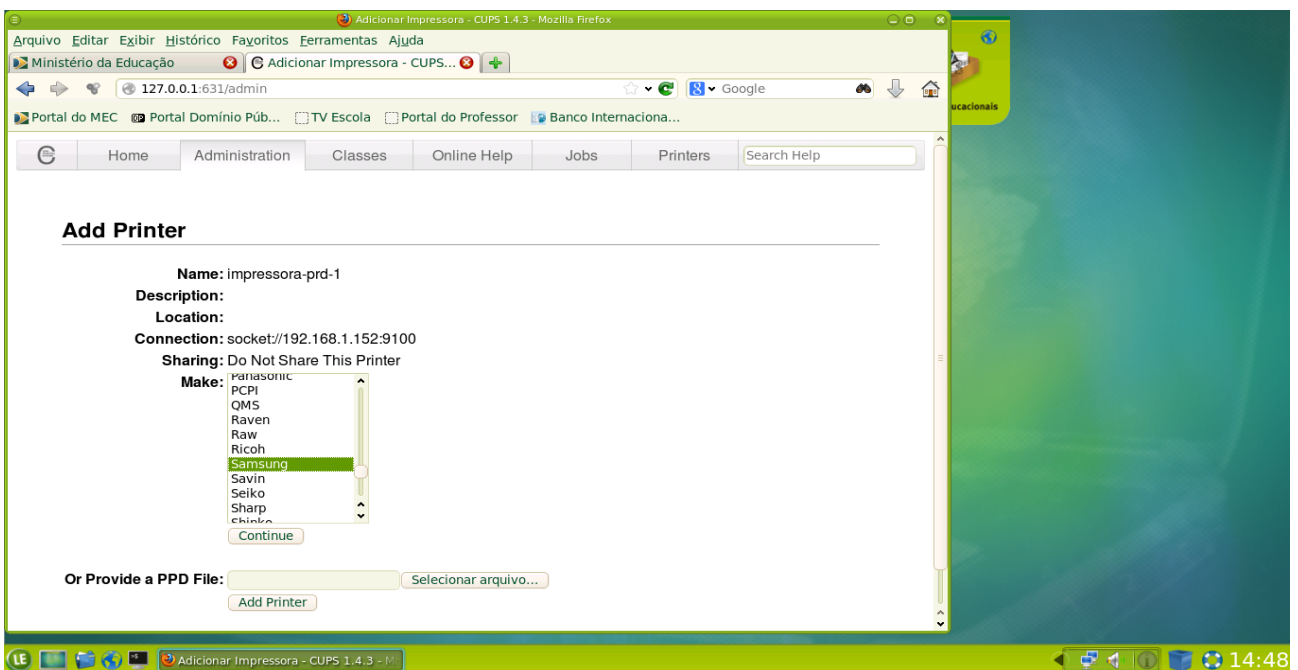 Adicionar Impressora - CUPS 1.4.3 - Mozilla Firefox
Arquivo Editar Exibir Histórico Favoritos Ferramentas Ajuda
Ministério da Educação Adicionar Impressora - CUPS...
127.0.0.1:631/admin Google
Portal do MEC Portal Domínio Púb... TV Escola Portal do Professor Banco Internaciona...
ucacionais
Home Administration Classes Online Help Jobs Printers Search Help
Add Printer
Name: impressora-prd-1
Description:
Location:
Connection: socket://192.168.1.152:9100
Sharing: Do Not Share This Printer
Make: Panasonic
PCPI
QMS
Raven
Raw
Ricoh
Samsung
Savin
Seiko
Sharp
Shinko
Continue
Or Provide a PPD File: Selecionar arquivo...
Add Printer
LE Adicionar Impressora - CUPS 1.4.3 - M 14:48